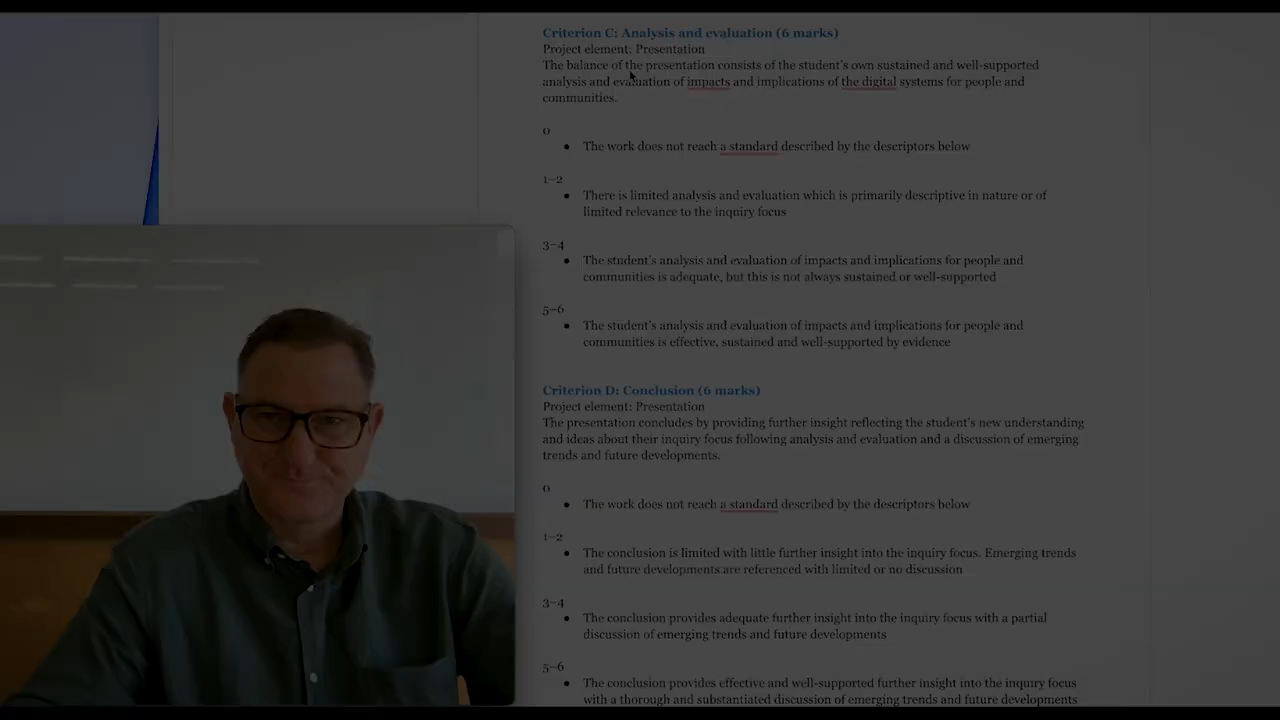 Criterion C: Analysis and evaluation (6 marks)
Project element: Presentation
The balance of the presentation consists of the student's own sustained and well-supported
analysis and evaluation of impacts and implications of the digital systems for people and
communities.
0
• The work does not reach a standard described by the descriptors below
1–2
• There is limited analysis and evaluation which is primarily descriptive in nature or of
limited relevance to the inquiry focus
3–4
• The student's analysis and evaluation of impacts and implications for people and
communities is adequate, but this is not always sustained or well-supported
5–6
• The student's analysis and evaluation of impacts and implications for people and
communities is effective, sustained and well-supported by evidence
Criterion D: Conclusion (6 marks)
Project element: Presentation
The presentation concludes by providing further insight reflecting the student's new understanding
and ideas about their inquiry focus following analysis and evaluation and a discussion of emerging
trends and future developments.
0
• The work does not reach a standard described by the descriptors below
1–2
• The conclusion is limited with little further insight into the inquiry focus. Emerging trends
and future developments are referenced with limited or no discussion
3–4
• The conclusion provides adequate further insight into the inquiry focus with a partial
discussion of emerging trends and future developments
5–6
• The conclusion provides effective and well-supported further insight into the inquiry focus
with a thorough and substantiated discussion of emerging trends and future developments